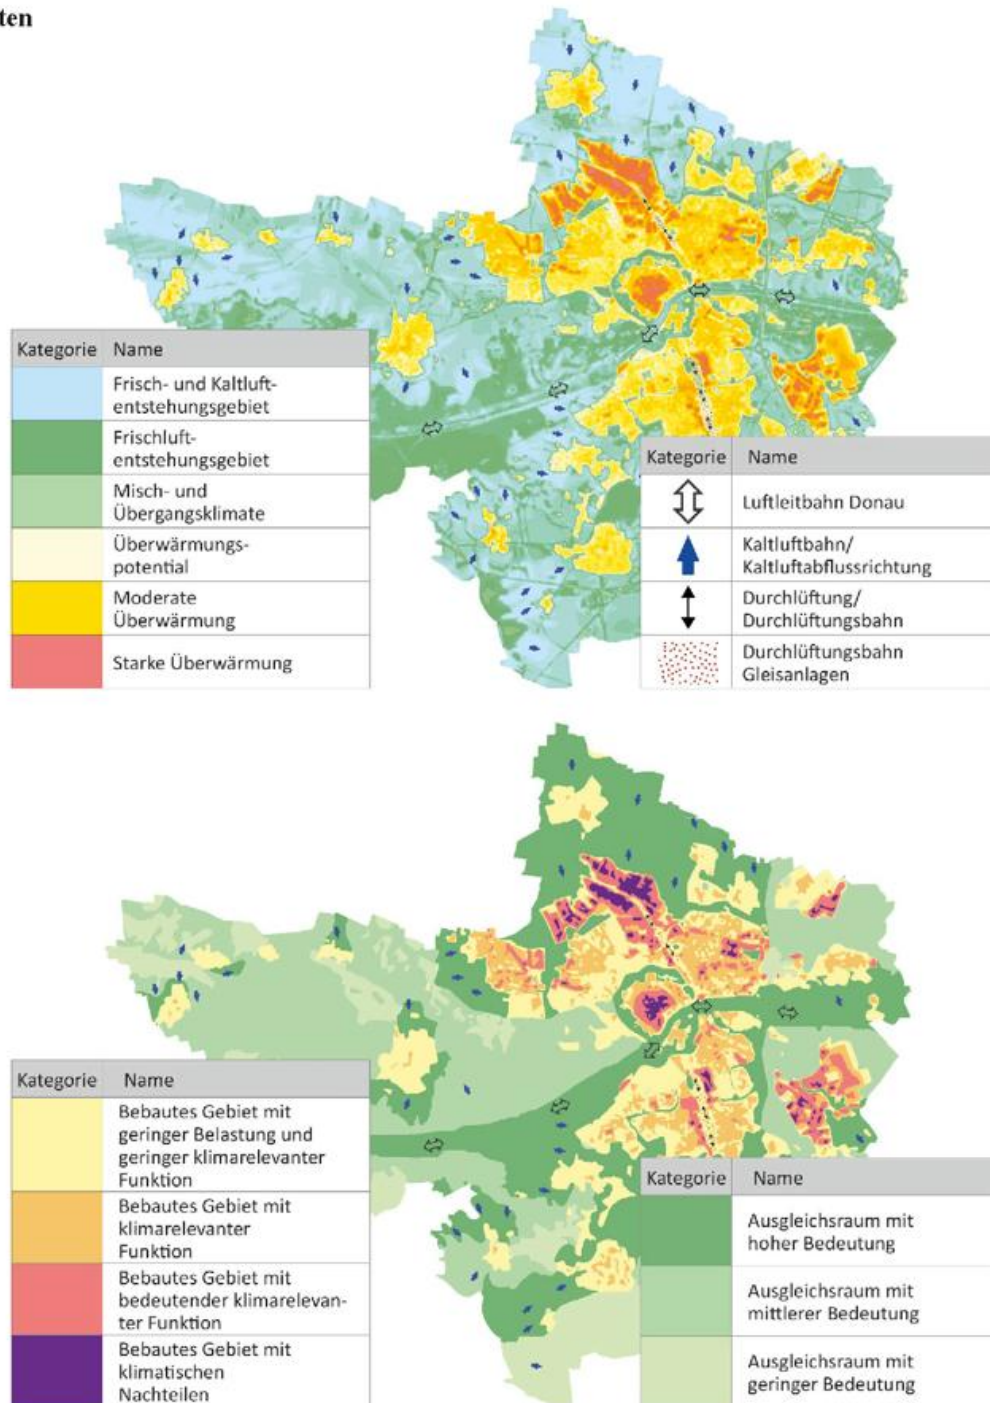 ten
Kategorie Name
Frisch- und Kaltluft-
entstehungsgebiet
Frischluft-
entstehungsgebiet
Misch- und
Übergangsklimate
Überwärmungs-
potential
Moderate
Überwärmung
Starke Überwärmung
Kategorie Name
Luftleitbahn Donau
Kaltluftbahn/
Kaltluftabflussrichtung
Durchlüftung/
Durchlüftungsbahn
Durchlüftungsbahn
Gleisanlagen
Kategorie Name
Bebautes Gebiet mit
geringer Belastung und
geringer klimarelevanter
Funktion
Bebautes Gebiet mit
klimarelevanter
Funktion
Bebautes Gebiet mit
bedeutender klimarelevan-
ter Funktion
Bebautes Gebiet mit
klimatischen
Nachteilen
Kategorie Name
Ausgleichsraum mit
hoher Bedeutung
Ausgleichsraum mit
mittlerer Bedeutung
Ausgleichsraum mit
geringer Bedeutung